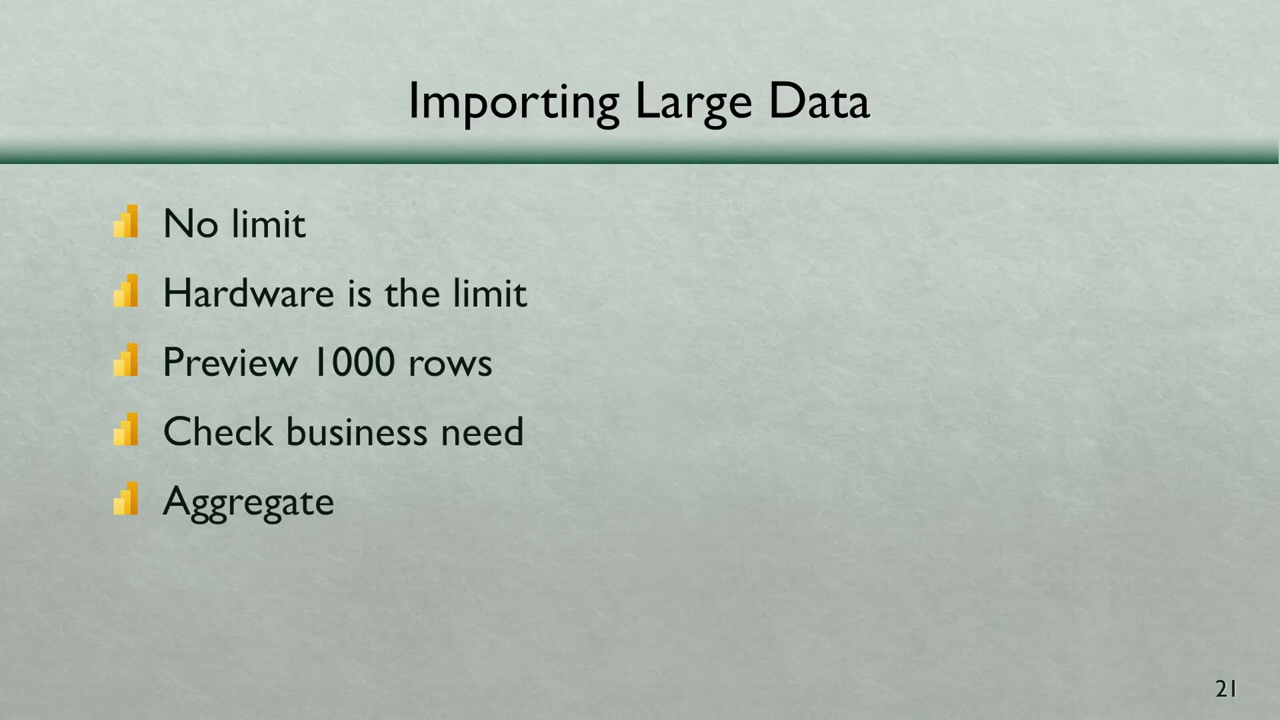 Importing Large Data
No limit
Hardware is the limit
Preview 1000 rows
Check business need
Aggregate
21